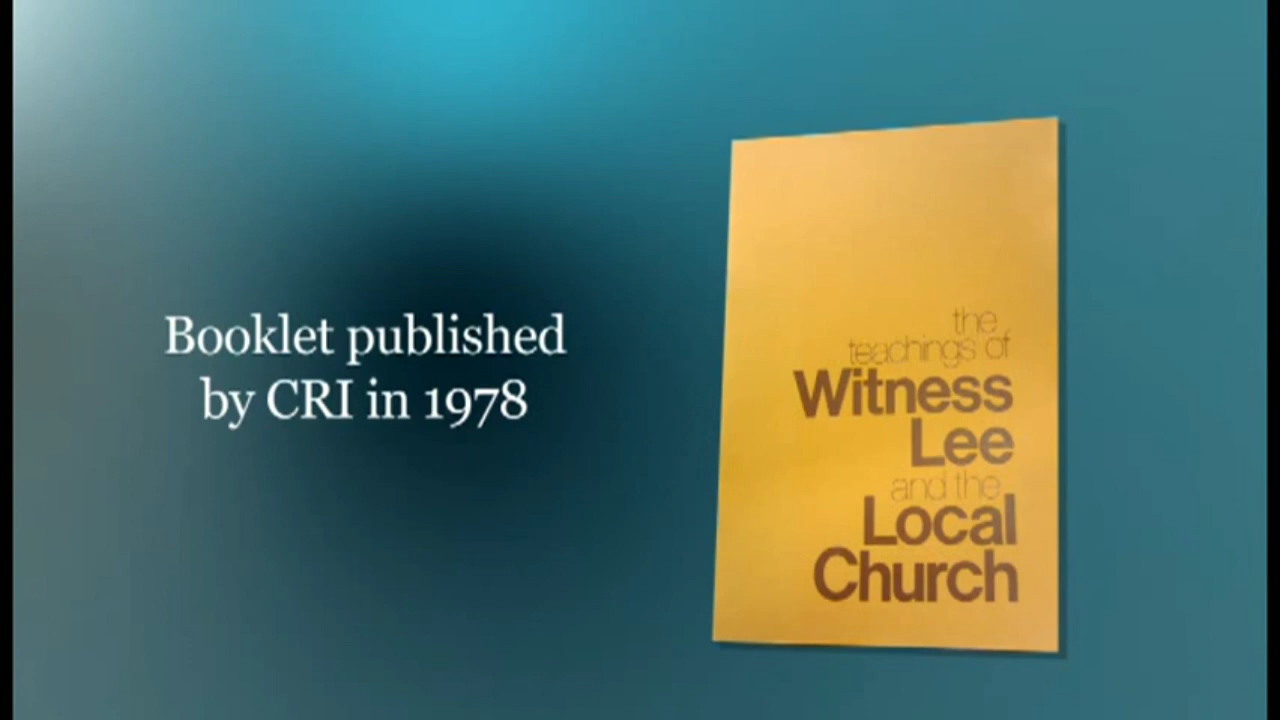 Booklet published
by CRI in 1978
the
teachings of
Witness
Lee
and the
Local
Church